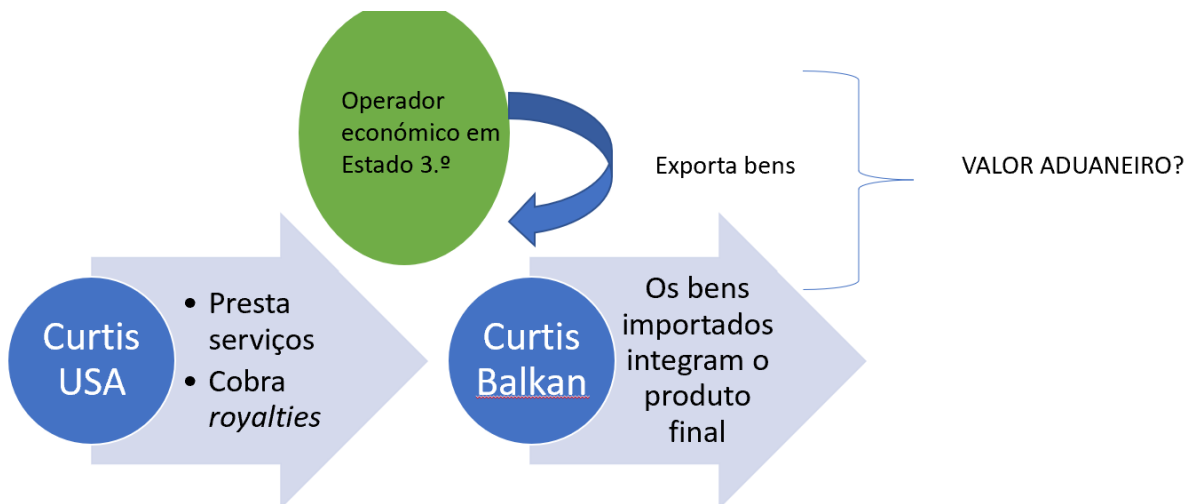 Operador
económico em
Estado 3.º
Exporta bens
VALOR ADUANEIRO?
Curtis
USA
• Presta
serviços
• Cobra
royalties
Curtis
Balkan
Os bens
importados
integram o
produto
final